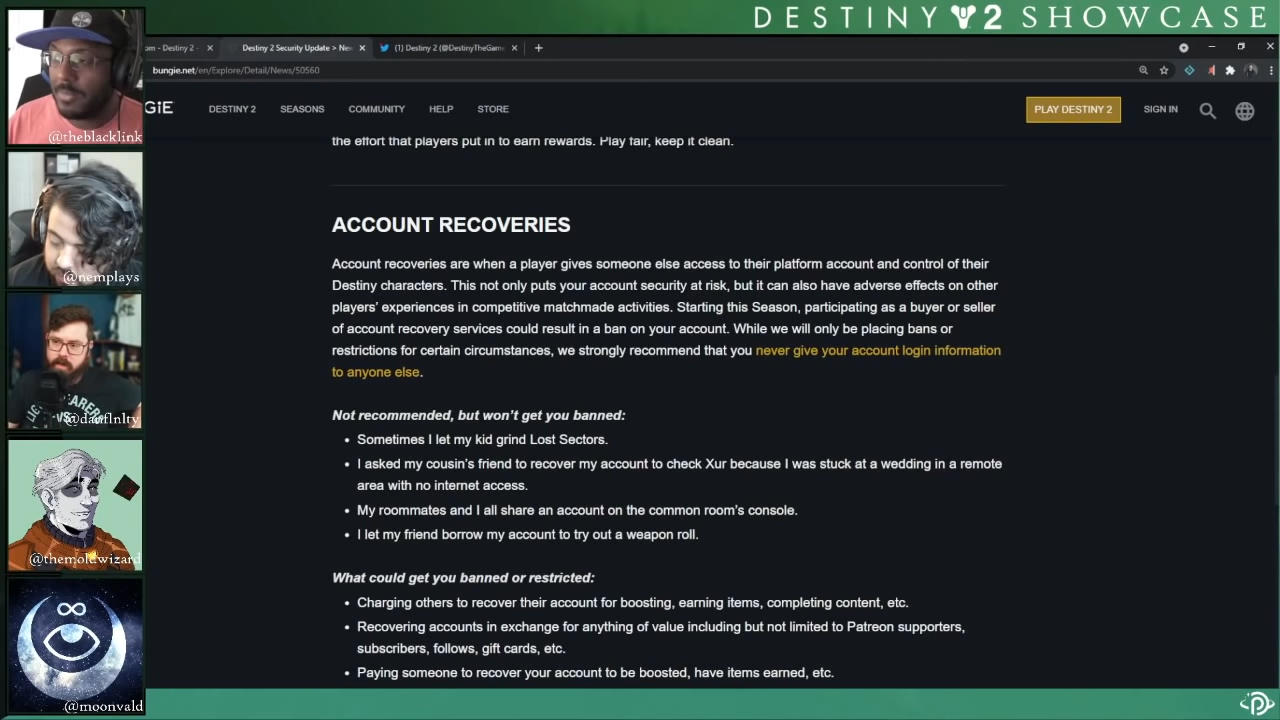 DESTINY 2 SHOWCASE
om - Destiny 2 -
Destiny 2 Security Update > Ne
(1) Destiny 2 (@DestinyTheGam
bungie.net/en/Explore/Detail/News/50560
GiE
DESTINY 2
SEASONS
COMMUNITY
HELP
STORE
PLAY DESTINY 2
SIGN IN
the effort that players put in to earn rewards. Play fair, keep it clean.
ACCOUNT RECOVERIES
Account recoveries are when a player gives someone else access to their platform account and control of their
Destiny characters. This not only puts your account security at risk, but it can also have adverse effects on other
players' experiences in competitive matchmade activities. Starting this Season, participating as a buyer or seller
of account recovery services could result in a ban on your account. While we will only be placing bans or
restrictions for certain circumstances, we strongly recommend that you never give your account login information
to anyone else.
Not recommended, but won't get you banned:
• Sometimes I let my kid grind Lost Sectors.
• I asked my cousin's friend to recover my account to check Xur because I was stuck at a wedding in a remote
area with no internet access.
• My roommates and I all share an account on the common room's console.
• I let my friend borrow my account to try out a weapon roll.
What could get you banned or restricted:
• Charging others to recover their account for boosting, earning items, completing content, etc.
• Recovering accounts in exchange for anything of value including but not limited to Patreon supporters,
subscribers, follows, gift cards, etc.
• Paying someone to recover your account to be boosted, have items earned, etc.
@theblacklink
@nemplays
@danflnlty
@themoldwizard
@moonvald